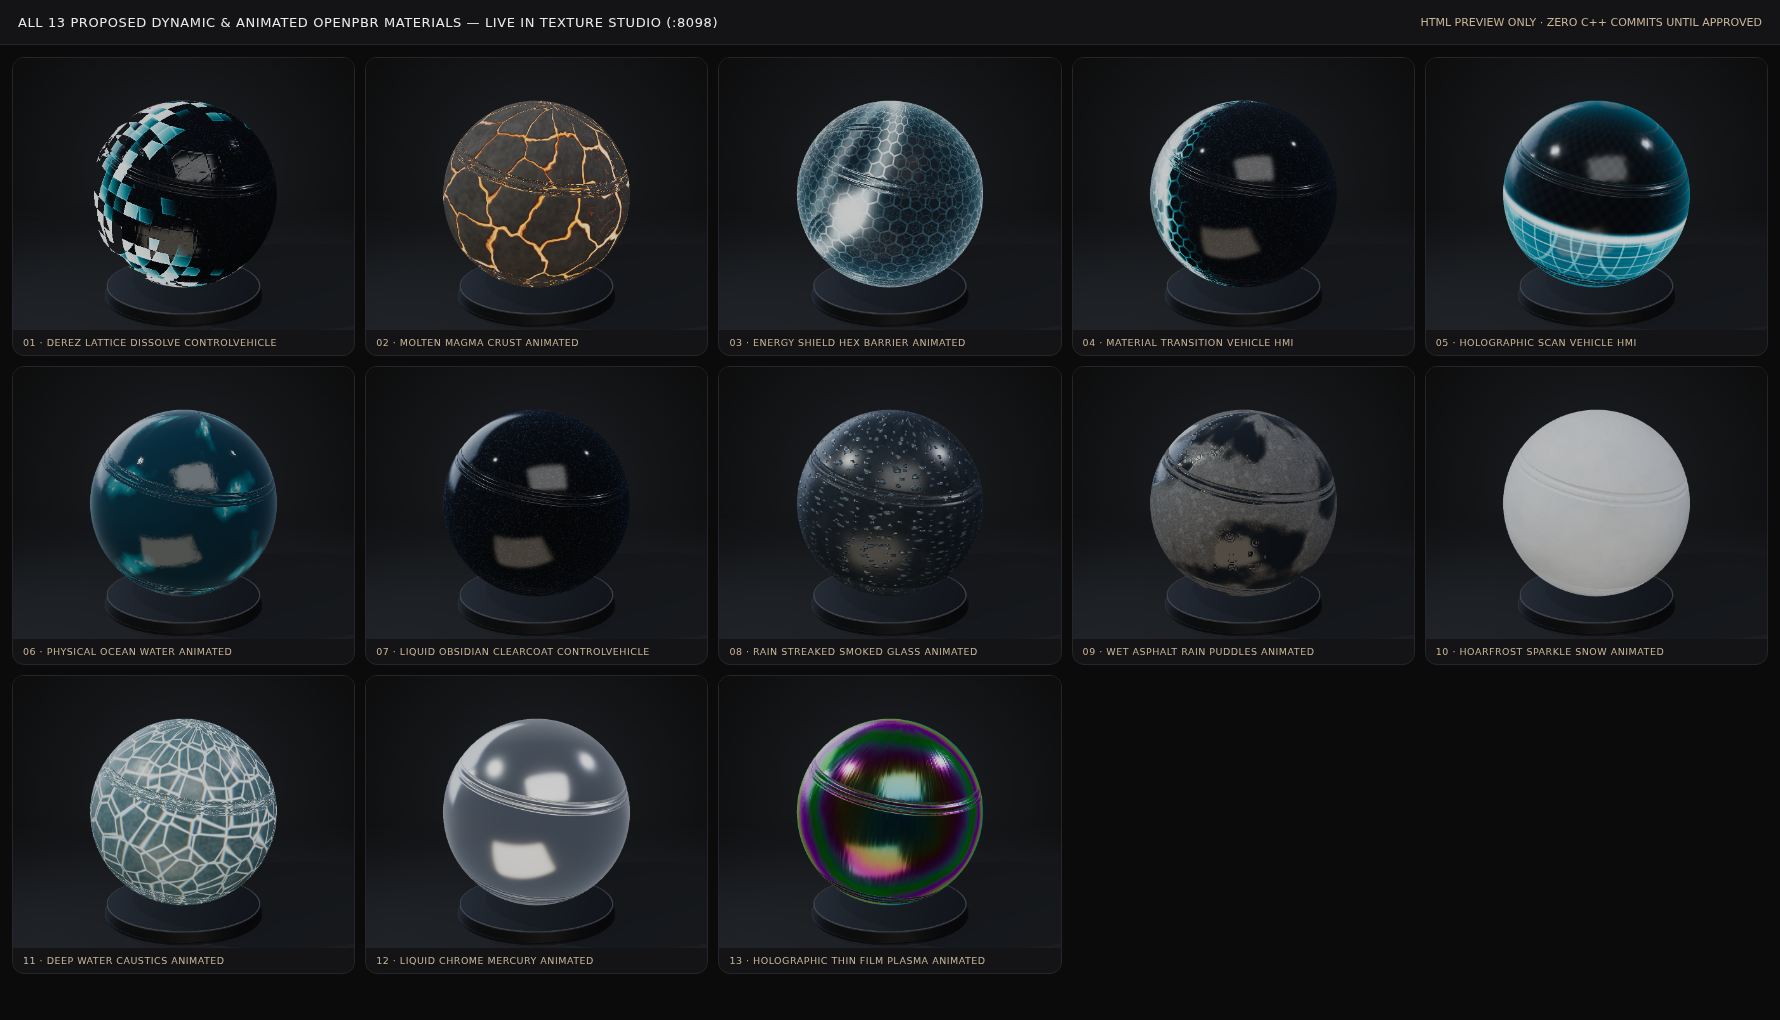 ALL 13 PROPOSED DYNAMIC & ANIMATED OPENPBR MATERIALS — LIVE IN TEXTURE STUDIO (:8098)
HTML PREVIEW ONLY · ZERO C++ COMMITS UNTIL APPROVED
01 · DEREZ LATTICE DISSOLVE CONTROLVEHICLE
02 · MOLTEN MAGMA CRUST ANIMATED
03 · ENERGY SHIELD HEX BARRIER ANIMATED
04 · MATERIAL TRANSITION VEHICLE HMI
05 · HOLOGRAPHIC SCAN VEHICLE HMI
06 · PHYSICAL OCEAN WATER ANIMATED
07 · LIQUID OBSIDIAN CLEARCOAT CONTROLVEHICLE
08 · RAIN STREAKED SMOKED GLASS ANIMATED
09 · WET ASPHALT RAIN PUDDLES ANIMATED
10 · HOARFROST SPARKLE SNOW ANIMATED
11 · DEEP WATER CAUSTICS ANIMATED
12 · LIQUID CHROME MERCURY ANIMATED
13 · HOLOGRAPHIC THIN FILM PLASMA ANIMATED